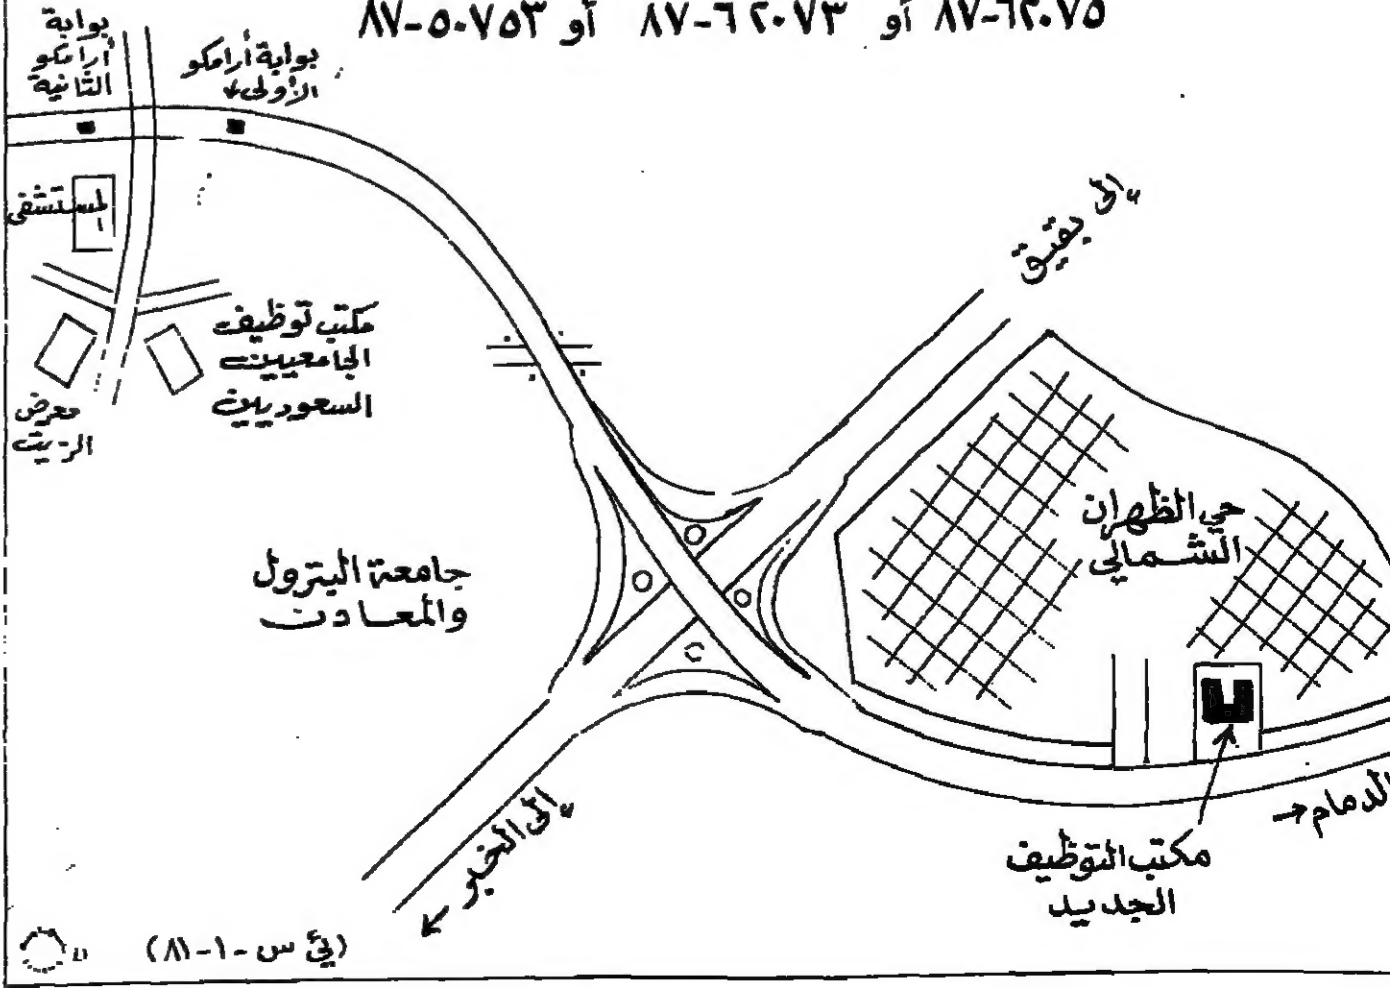 ٨٧-٦٢٠٧٥ أو ٨٧-٦٢٠٧٣ أو ٨٧-٥٠٧٥٣
بوابة أرامكو
الأولى
بوابة
أرامكو
الثانية
المستشفى
إلى بقيق
مكتب توظيف
الجامعيين
السعوديين
معرض
الزيت
حي الظهران
الشمالي
جامعة البترول
والمعادن
الدمام
إلى الخبر
مكتب التوظيف
الجديد
(پي س-١-٨١)